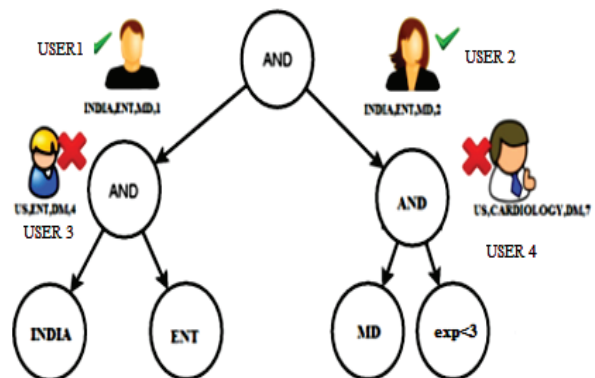 USER1
USER 2
AND
INDIA,ENT,MD,1
INDIA,ENT,MD,2
US,ENT,DM,4
USER 3
AND
AND
US,CARDIOLOGY,DM,7
USER 4
INDIA
ENT
MD
exp<3